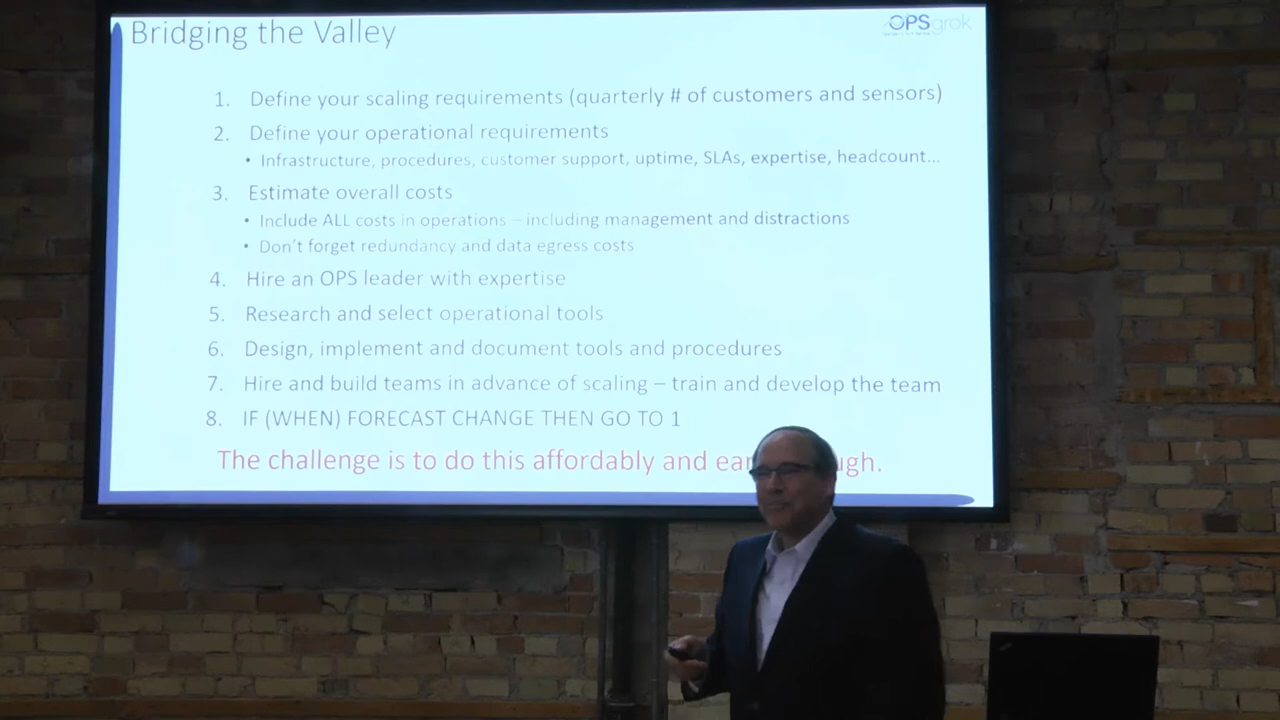 Bridging the Valley
OPSgrok
1. Define your scaling requirements (quarterly # of customers and sensors)
2. Define your operational requirements
• Infrastructure, procedures, customer support, uptime, SLAs, expertise, headcount...
3. Estimate overall costs
• Include ALL costs in operations – including management and distractions
• Don't forget redundancy and data egress costs
4. Hire an OPS leader with expertise
5. Research and select operational tools
6. Design, implement and document tools and procedures
7. Hire and build teams in advance of scaling – train and develop the team
8. IF (WHEN) FORECAST CHANGE THEN GO TO 1
The challenge is to do this affordably and